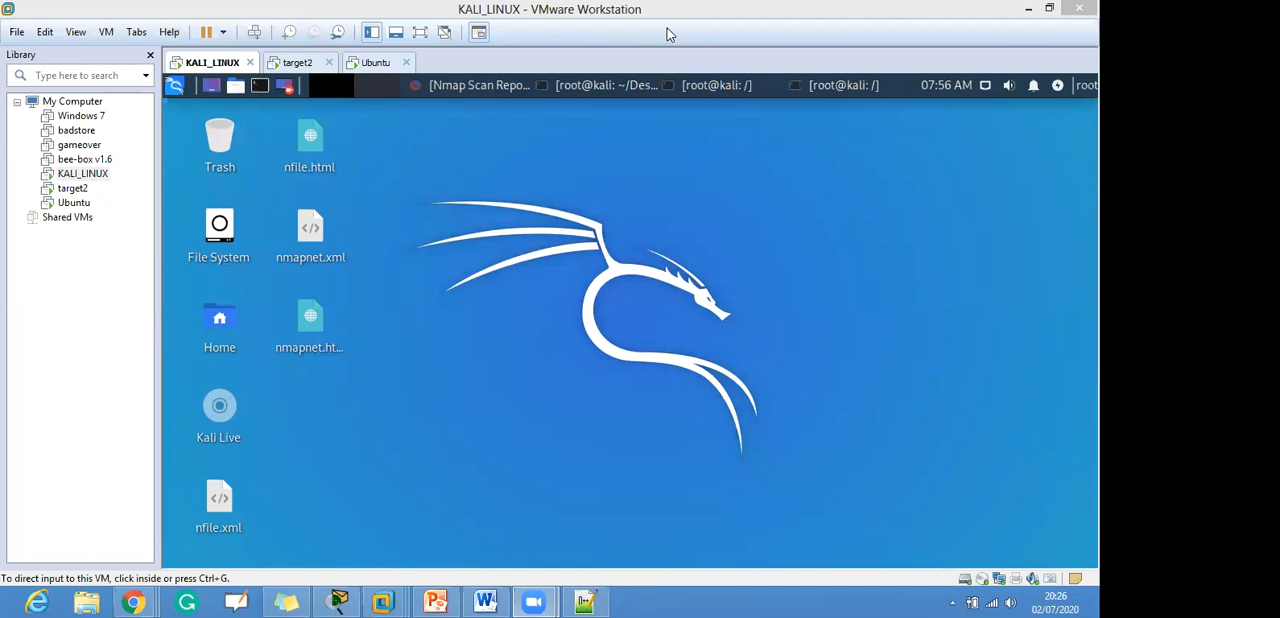 KALI_LINUX - VMware Workstation
File Edit View VM Tabs Help
Library
Type here to search
My Computer
Windows 7
badstore
gameover
bee-box v1.6
KALI_LINUX
target2
Ubuntu
Shared VMs
KALI_LINUX target2 Ubuntu
[Nmap Scan Repo... [root@kali: ~/Des... [root@kali: /] [root@kali: /] 07:56 AM root
Trash nfile.html
File System nmapnet.xml
Home nmapnet.ht...
Kali Live
nfile.xml
To direct input to this VM, click inside or press Ctrl+G.
20:26
02/07/2020